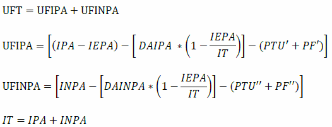 UFT = UFIPA + UFINPA
UFIPA = [(IPA − IEPA) − [DAIPA ∗ (1 − IEPA/IT)] − (PTU′ + PF′)]
UFINPA = [INPA − [DAINPA ∗ (1 − IEPA/IT)] − (PTU′′ + PF′′)]
IT = IPA + INPA